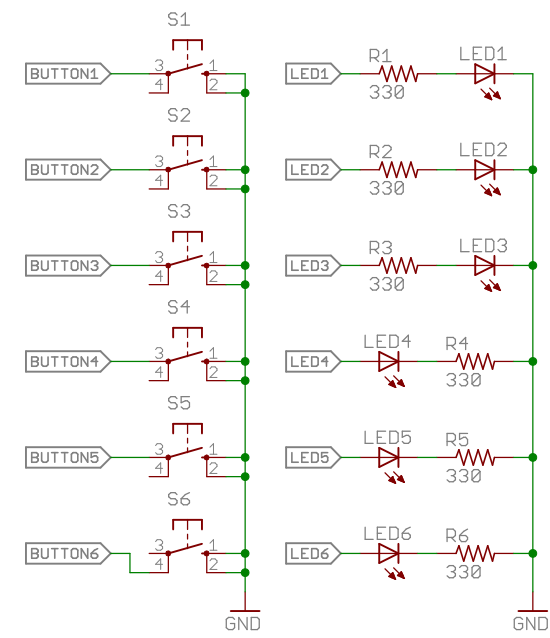 S1
BUTTON1 3 1
4 2
S2
BUTTON2 3 1
4 2
S3
BUTTON3 3 1
4 2
S4
BUTTON4 3 1
4 2
S5
BUTTON5 3 1
4 2
S6
BUTTON6 3 1
4 2
GND
LED1 R1 LED1
330
LED2 R2 LED2
330
LED3 R3 LED3
330
LED4 LED4 R4
330
LED5 LED5 R5
330
LED6 LED6 R6
330
GND